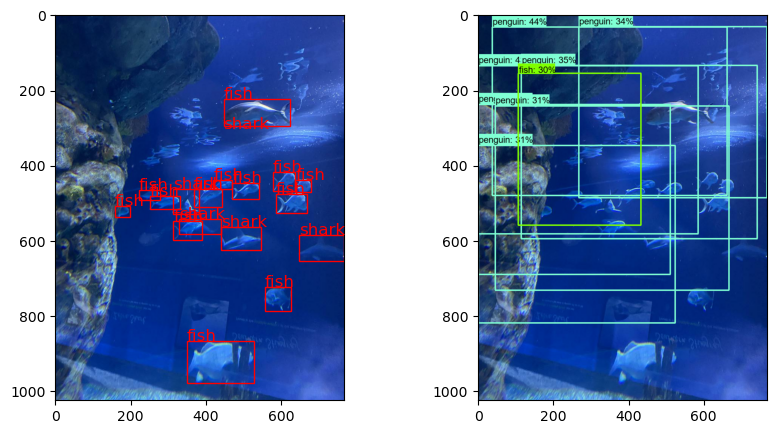 0
200
400
600
800
1000
0
200
400
600
fish
shark
fish
fish
fish
fish
fish
shark
fish
fish
fish
shark
fish
shark
shark
fish
fish
0
200
400
600
800
1000
0
200
400
600
penguin: 44%
penguin: 34%
penguin: 4
penguin: 35%
fish: 30%
penguin: 31%
penguin: 31%